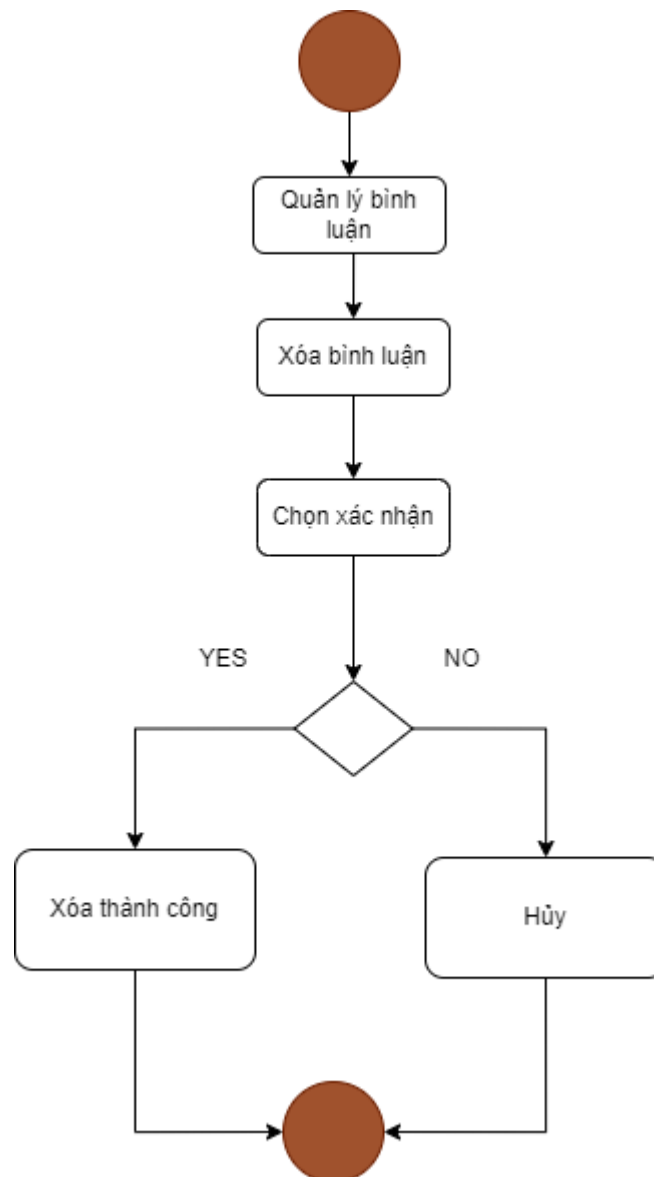 Quản lý bình
luận
Xóa bình luận
Chọn xác nhận
YES
NO
Xóa thành công
Hủy